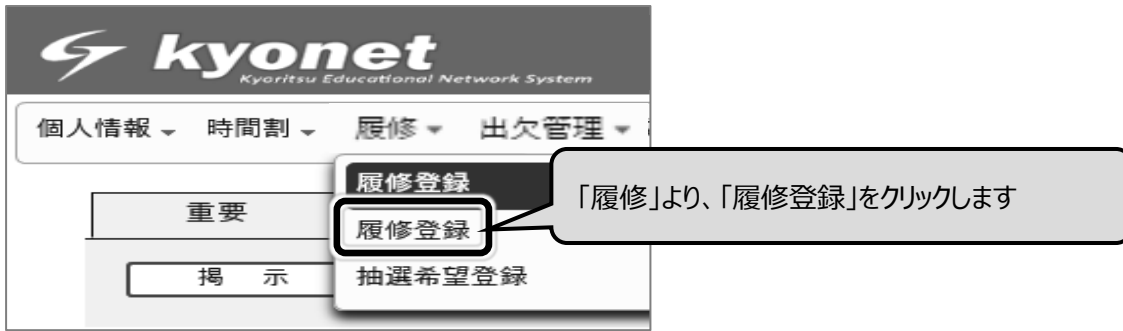 kyonet
Kyoritsu Educational Network System
個人情報 時間割 履修 出欠管理
履修登録
重要
履修登録
「履修」より、「履修登録」をクリックします
掲 示
抽選希望登録